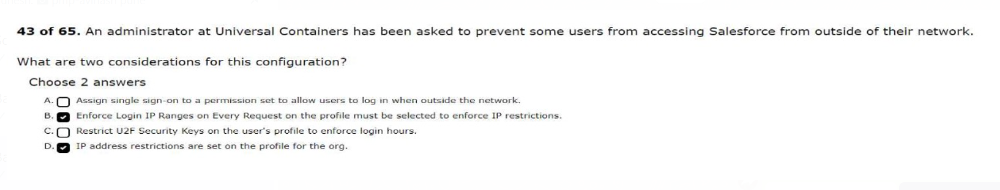 43 of 65. An administrator at Universal Containers has been asked to prevent some users from accessing Salesforce from outside of their network.
What are two considerations for this configuration?
Choose 2 answers
A. Assign single sign-on to a permission set to allow users to log in when outside the network.
B. Enforce Login IP Ranges on Every Request on the profile must be selected to enforce IP restrictions.
C. Restrict U2F Security Keys on the user's profile to enforce login hours.
D. IP address restrictions are set on the profile for the org.